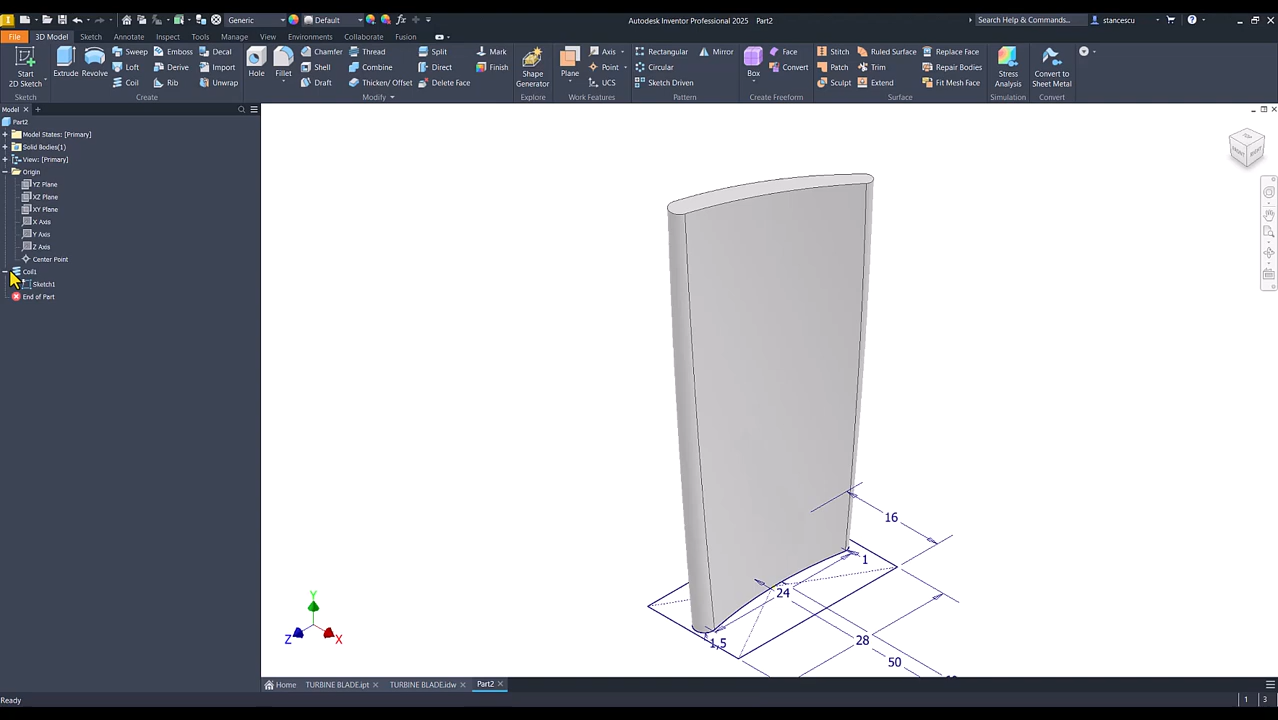 Generic
Default
Autodesk Inventor Professional 2025 Part2
Search Help & Commands...
stancescu
File 3D Model Sketch Annotate Inspect Tools Manage View Environments Collaborate Fusion
Start
2D Sketch
Sketch
Extrude
Revolve
Sweep Emboss Decal
Loft Derive Import
Coil Rib Unwrap
Create
Hole
Fillet
Chamfer Thread Split Mark
Shell Combine Direct Finish
Draft Thicken/ Offset Delete Face
Modify
Shape
Generator
Explore
Plane
Axis
Point
UCS
Work Features
Rectangular Mirror
Circular
Sketch Driven
Pattern
Box
Face
Convert
Create Freeform
Stitch Ruled Surface Replace Face
Patch Trim Repair Bodies
Sculpt Extend Fit Mesh Face
Surface
Stress
Analysis
Simulation
Convert to
Sheet Metal
Convert
Model
Part2
Model States: [Primary]
Solid Bodies(1)
View: [Primary]
Origin
YZ Plane
XZ Plane
XY Plane
X Axis
Y Axis
Z Axis
Center Point
Coil1
Sketch1
End of Part
TOP
FRONT
RIGHT
16
1
24
1,5
28
50
Y
Z
X
Home TURBINE BLADE.ipt TURBINE BLADE.idw Part2
Ready 1 3